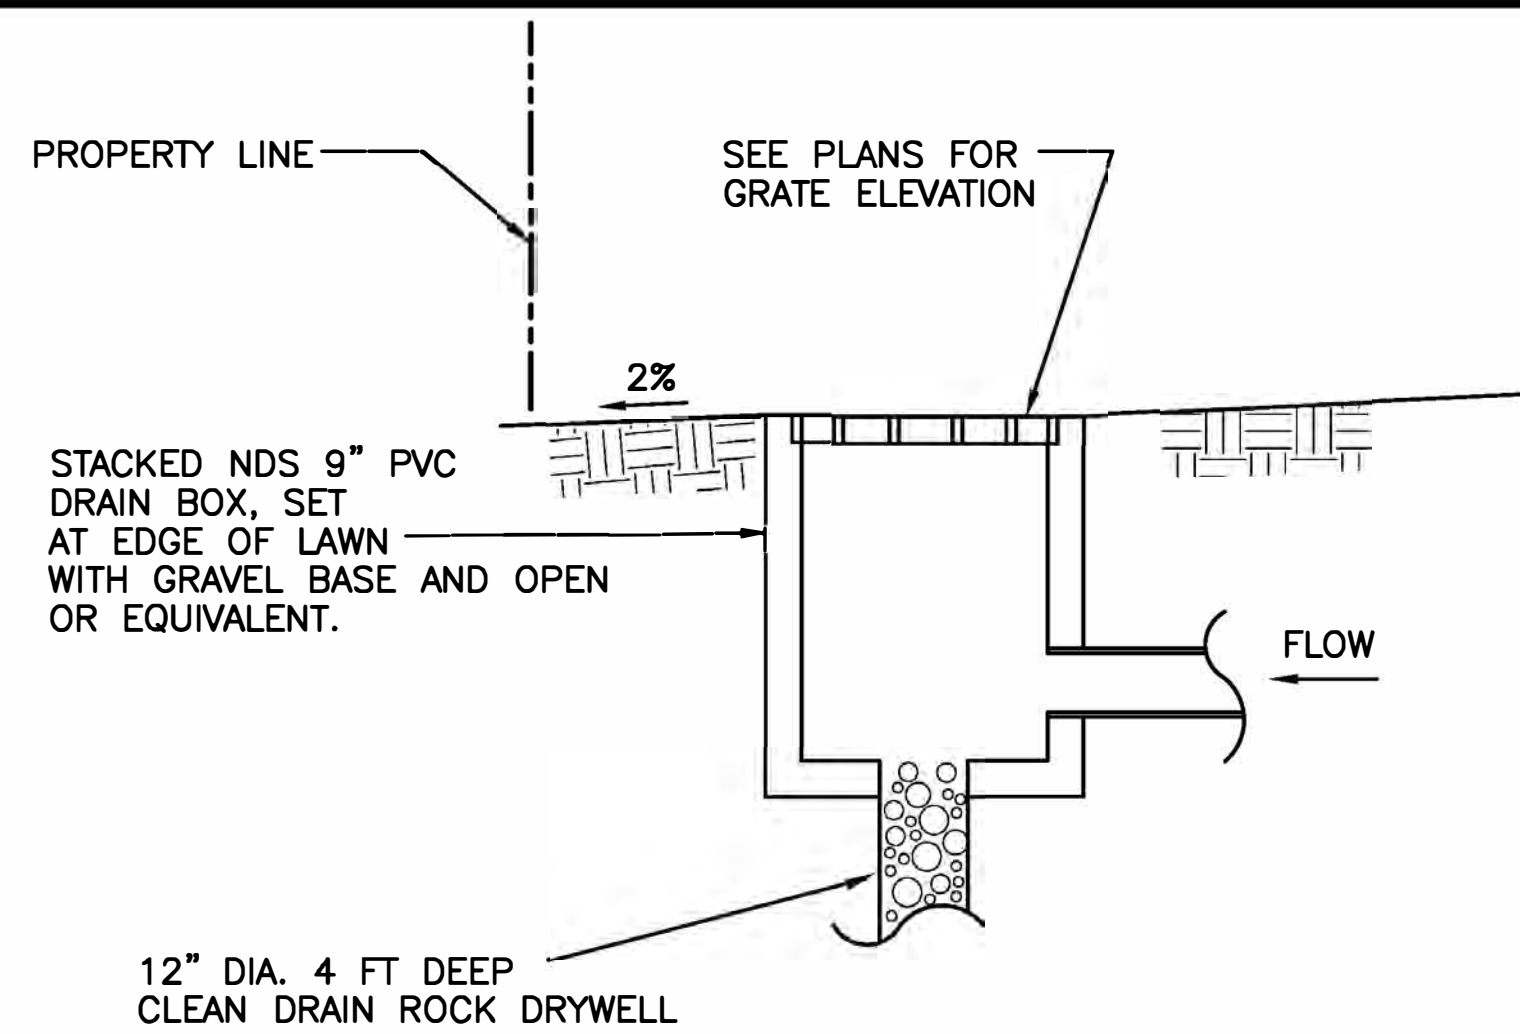 PROPERTY LINE
SEE PLANS FOR
GRATE ELEVATION
2%
STACKED NDS 9" PVC
DRAIN BOX, SET
AT EDGE OF LAWN
WITH GRAVEL BASE AND OPEN
OR EQUIVALENT.
FLOW
12" DIA. 4 FT DEEP
CLEAN DRAIN ROCK DRYWELL